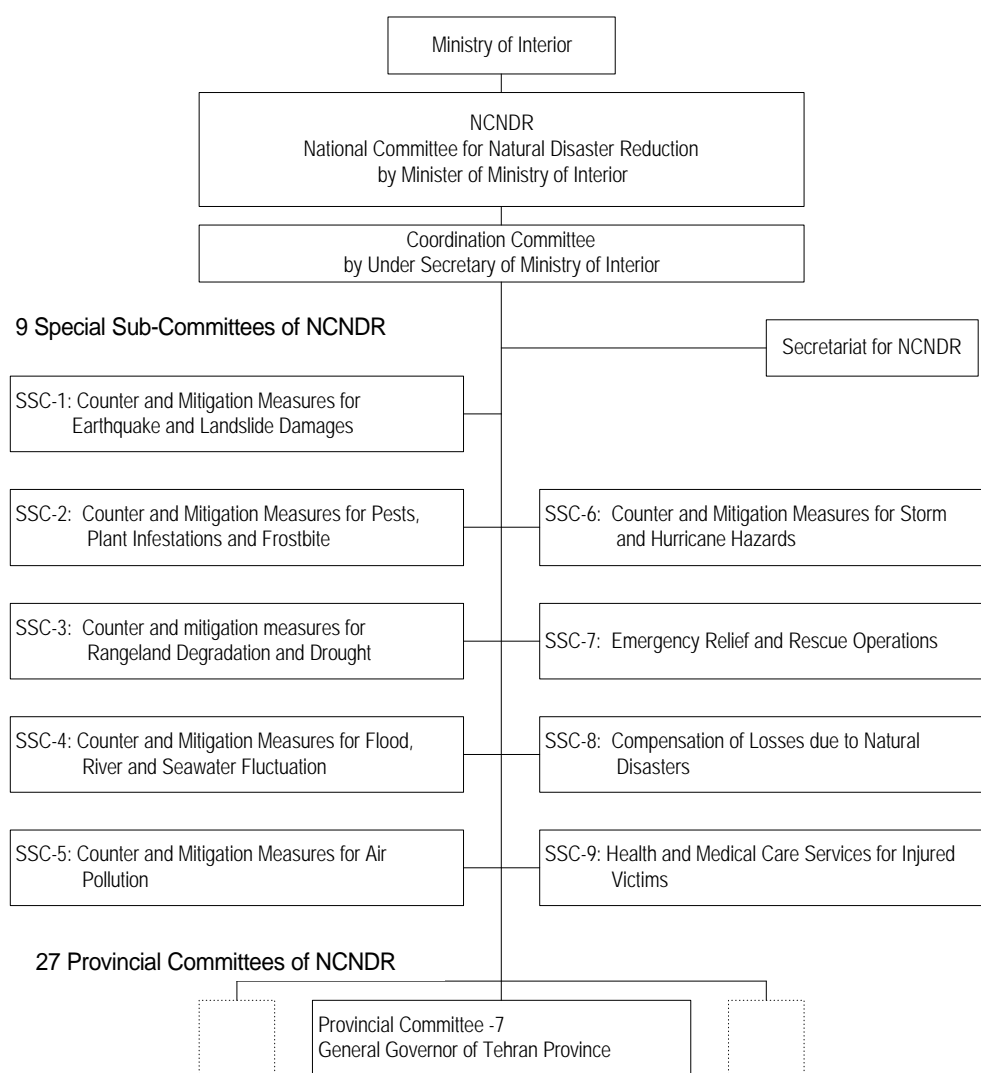 Ministry of Interior
NCNDR
National Committee for Natural Disaster Reduction
by Minister of Ministry of Interior
Coordination Committee
by Under Secretary of Ministry of Interior
9 Special Sub-Committees of NCNDR
Secretariat for NCNDR
SSC-1: Counter and Mitigation Measures for
Earthquake and Landslide Damages
SSC-2: Counter and Mitigation Measures for Pests,
Plant Infestations and Frostbite
SSC-6: Counter and Mitigation Measures for Storm
and Hurricane Hazards
SSC-3: Counter and mitigation measures for
Rangeland Degradation and Drought
SSC-7: Emergency Relief and Rescue Operations
SSC-4: Counter and Mitigation Measures for Flood,
River and Seawater Fluctuation
SSC-8: Compensation of Losses due to Natural
Disasters
SSC-5: Counter and Mitigation Measures for Air
Pollution
SSC-9: Health and Medical Care Services for Injured
Victims
27 Provincial Committees of NCNDR
Provincial Committee -7
General Governor of Tehran Province